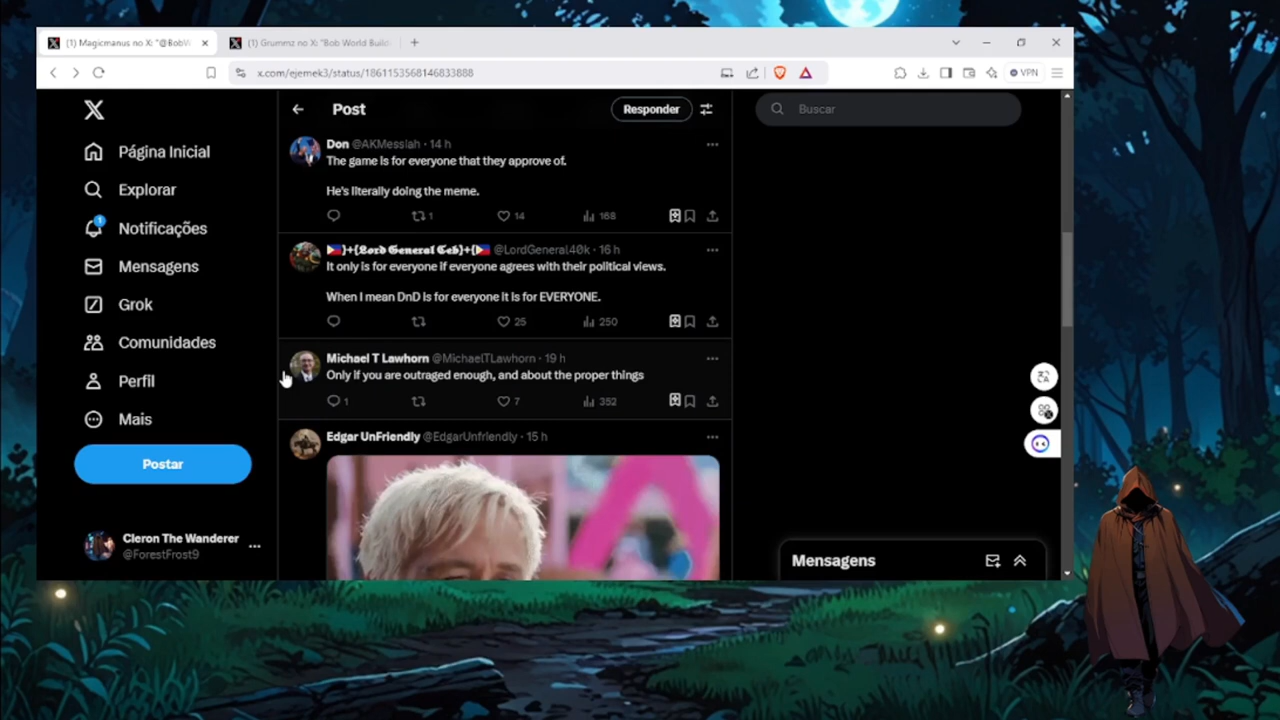 (1) Magicmanus no X: "@BobW
(1) Grummz no X: "Bob World Build
x.com/ejemek3/status/1861153568146833888
VPN
Página Inicial
Explorar
1
Notificações
Mensagens
Grok
Comunidades
Perfil
Mais
Postar
Cleron The Wanderer
@ForestFrost9
Post
Responder
Buscar
Don @AKMessiah · 14 h
The game is for everyone that they approve of.
He's literally doing the meme.
1 14 168
}+{Lord General Ceb}+{ @LordGeneral40k · 16 h
It only is for everyone if everyone agrees with their political views.
When I mean DnD is for everyone it is for EVERYONE.
25 250
Michael T Lawhorn @MichaelTLawhorn · 19 h
Only if you are outraged enough, and about the proper things
1 7 352
Edgar UnFriendly @EdgarUnfriendly · 15 h
Mensagens